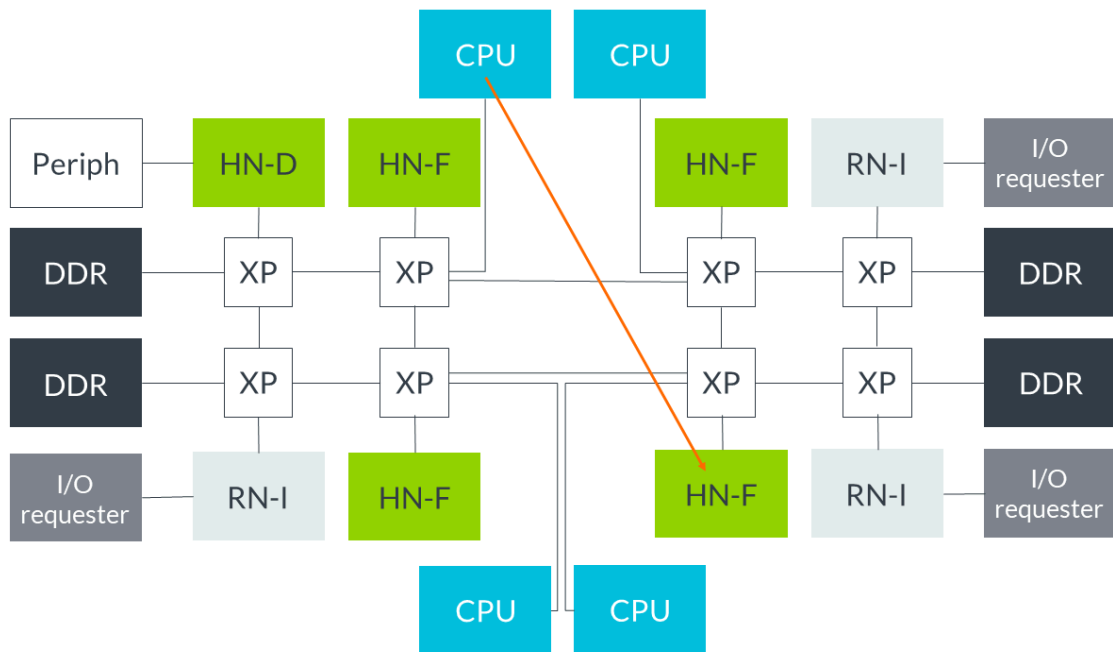 CPU
CPU
Periph
HN-D
HN-F
HN-F
RN-I
I/O
requester
DDR
XP
XP
XP
XP
DDR
DDR
XP
XP
XP
XP
DDR
I/O
requester
RN-I
HN-F
HN-F
RN-I
I/O
requester
CPU
CPU